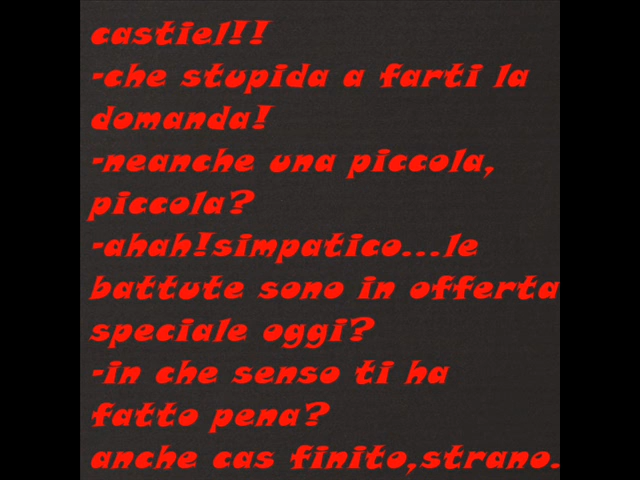 castiel!!
-che stupida a farti la
domanda!
-neanche una piccola,
piccola?
-ahah!simpatico...le
battute sono in offerta
speciale oggi?
-in che senso ti ha
fatto pena?
anche cas finito,strano.